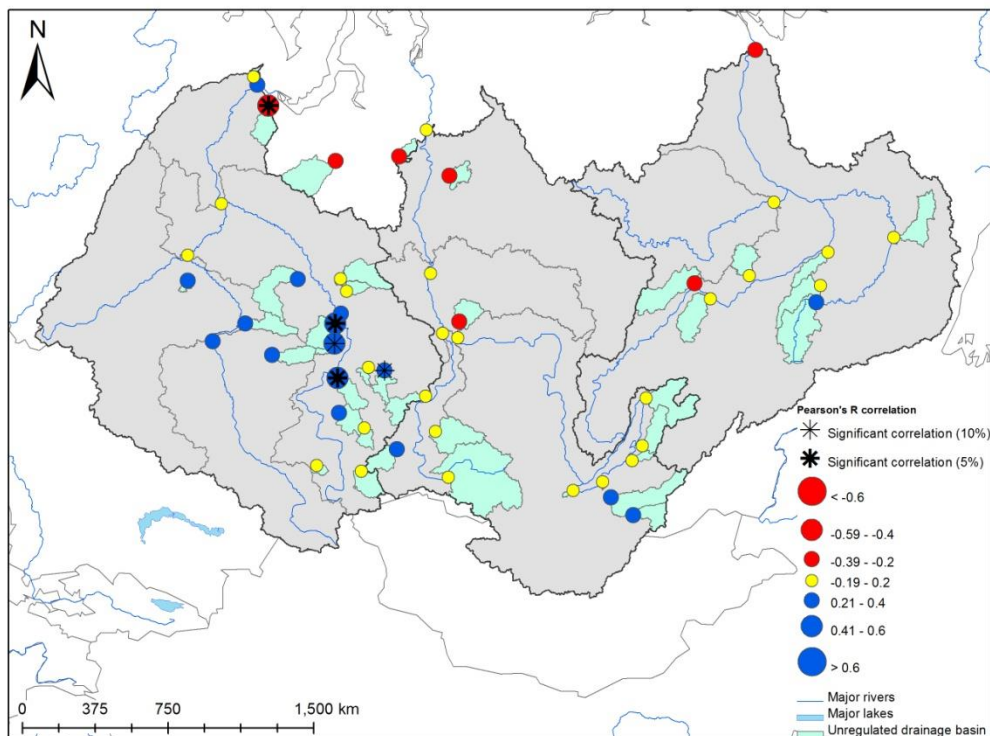 N
Pearson's R correlation
Significant correlation (10%)
Significant correlation (5%)
< -0.6
-0.59 - -0.4
-0.39 - -0.2
-0.19 - 0.2
0.21 - 0.4
0.41 - 0.6
> 0.6
Major rivers
Major lakes
Unregulated drainage basin
0 375 750 1,500 km